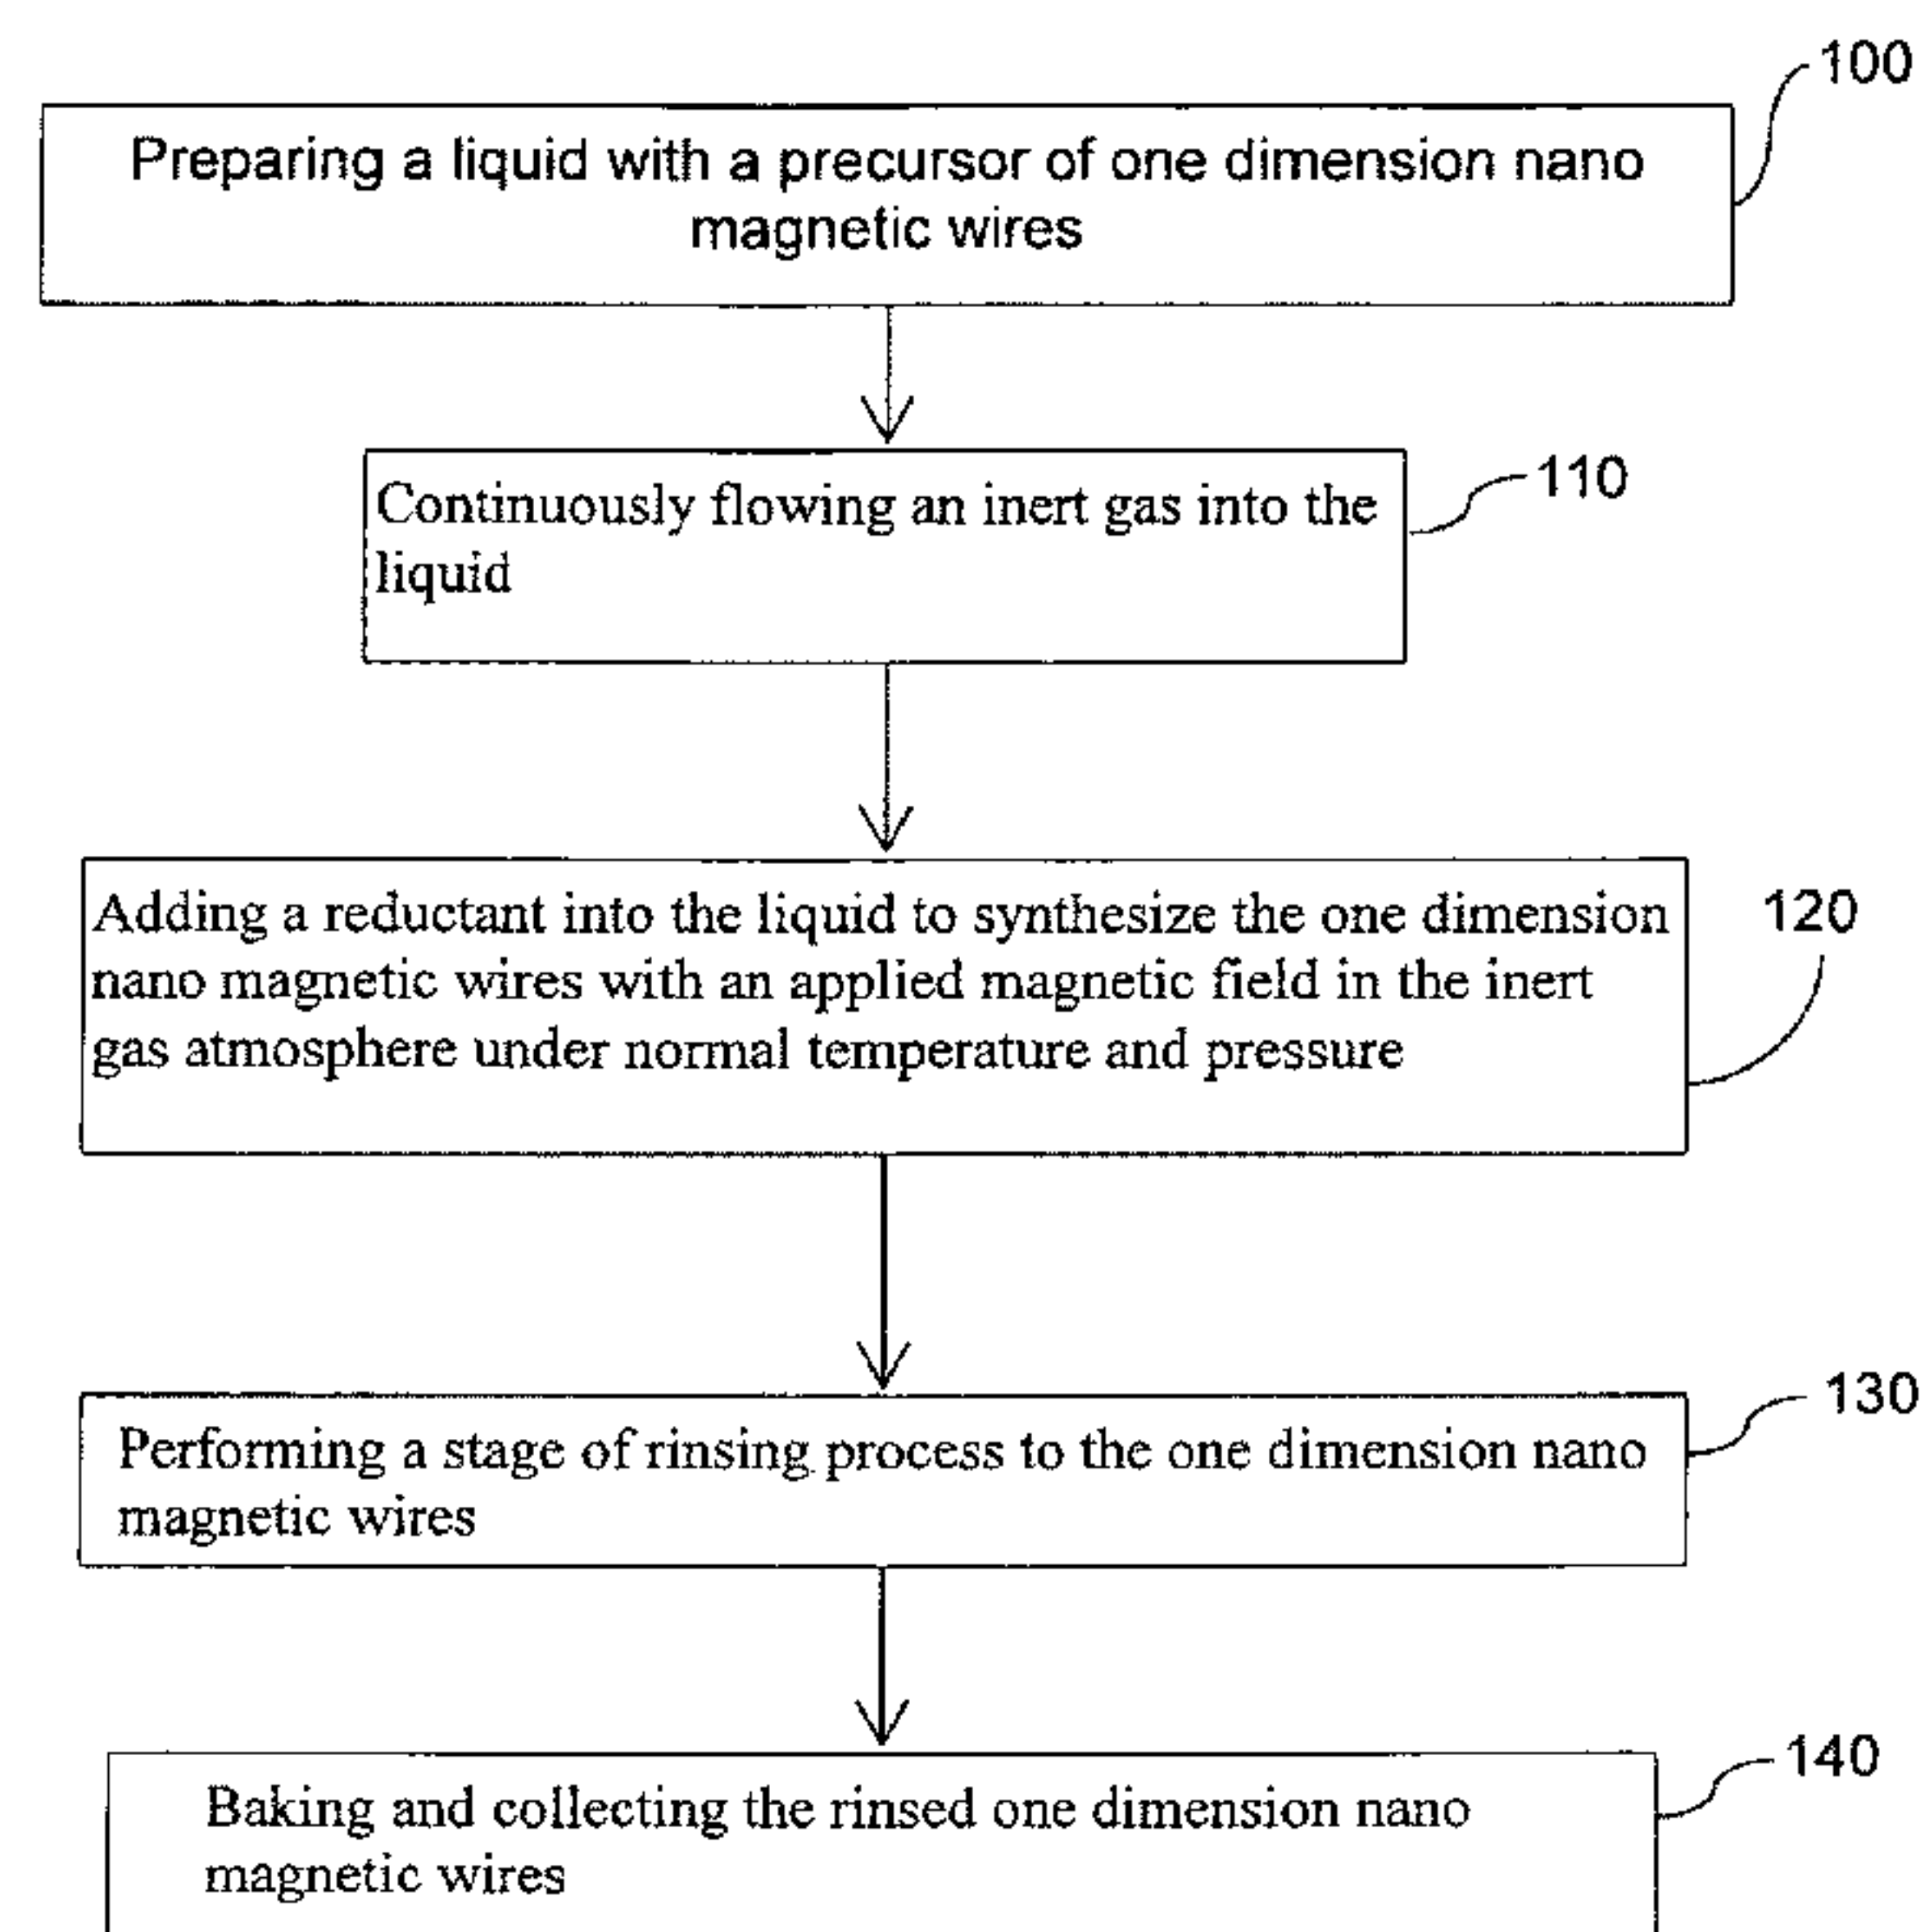 100
Preparing a liquid with a precursor of one dimension nano
magnetic wires
110
Continuously flowing an inert gas into the
liquid
120
Adding a reductant into the liquid to synthesize the one dimension
nano magnetic wires with an applied magnetic field in the inert
gas atmosphere under normal temperature and pressure
130
Performing a stage of rinsing process to the one dimension nano
magnetic wires
140
Baking and collecting the rinsed one dimension nano
magnetic wires